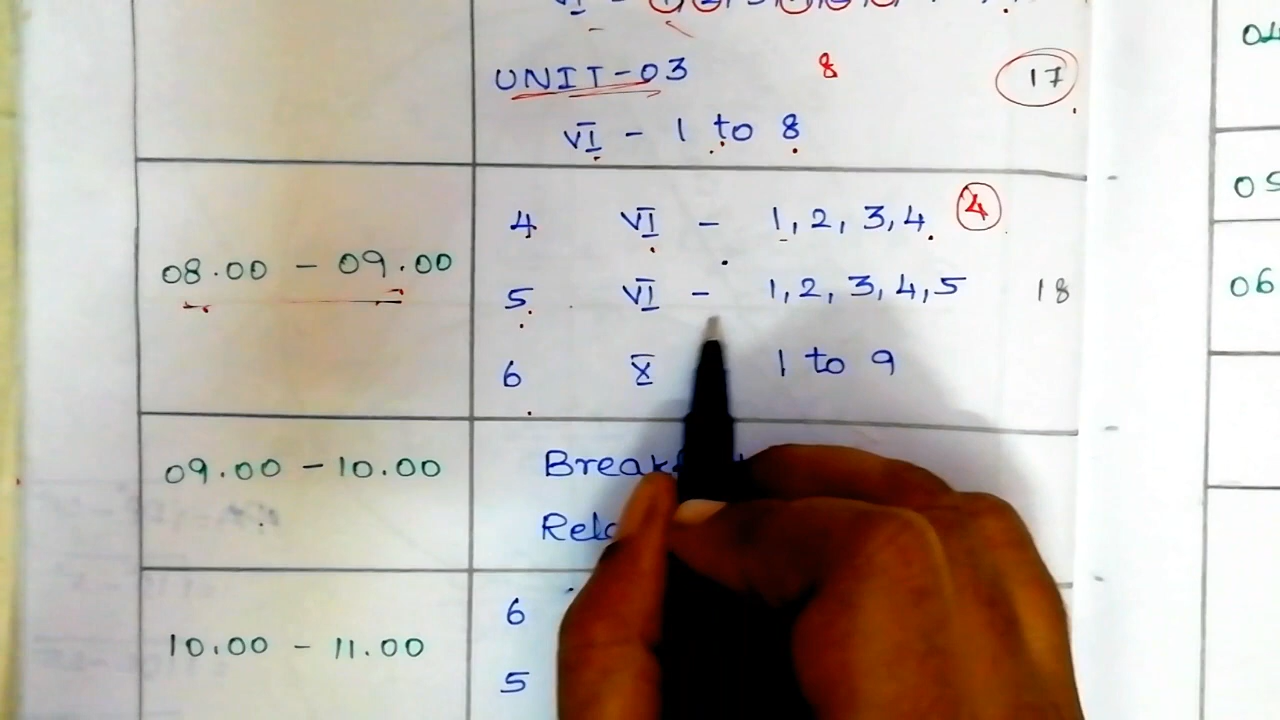 UNIT-03 8 17
VI - 1 to 8
4 VI - 1, 2, 3, 4 4
08.00 - 09.00
5 VI - 1, 2, 3, 4, 5 18
6 X 1 to 9
09.00 - 10.00
6
10.00 - 11.00
5
04
05
06